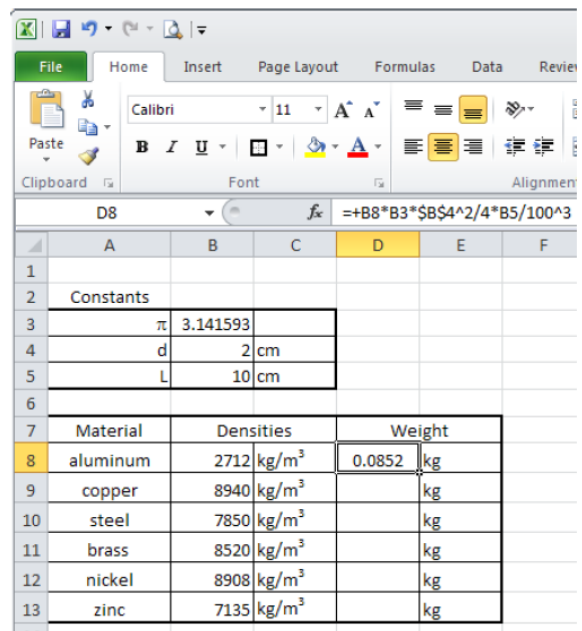 File Home Insert Page Layout Formulas Data Review
Calibri 11 A A
Paste
B I U A
Clipboard Font Alignment
D8 fx =+B8*B3*$B$4^2/4*B5/100^3
A B C D E F
1
2 Constants
3 π 3.141593
4 d 2 cm
5 L 10 cm
6
7 Material Densities Weight
8 aluminum 2712 kg/m³ 0.0852 kg
9 copper 8940 kg/m³ kg
10 steel 7850 kg/m³ kg
11 brass 8520 kg/m³ kg
12 nickel 8908 kg/m³ kg
13 zinc 7135 kg/m³ kg